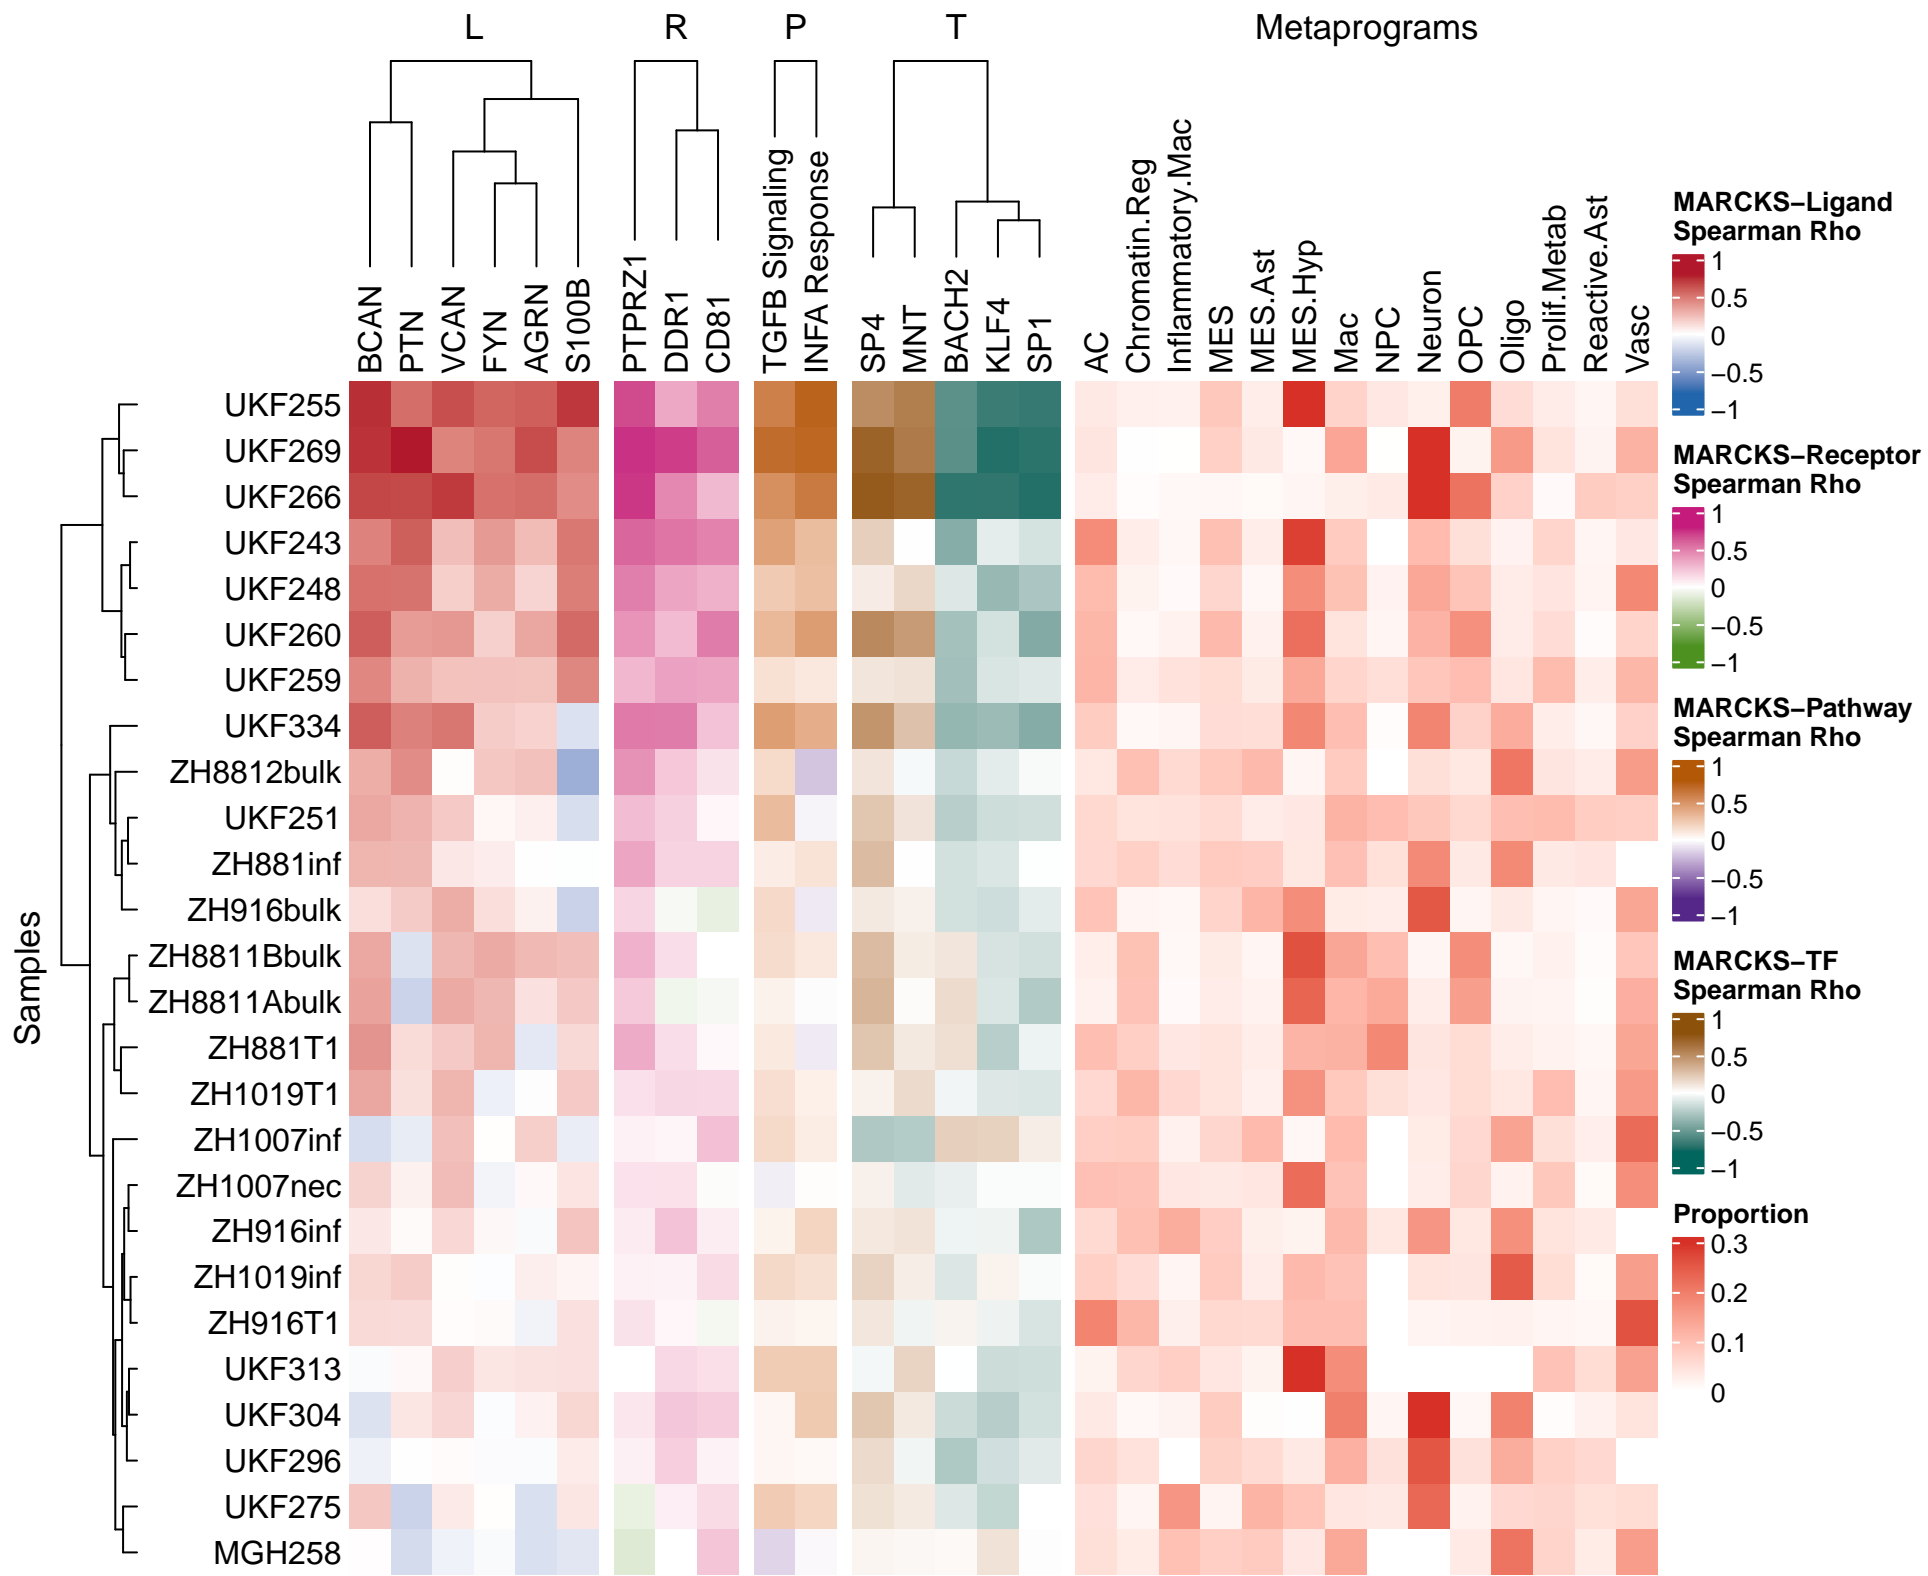 L R P T Metaprograms
BCAN PTN VCAN FYN AGRN S100B PTPRZ1 DDR1 CD81 TGFB Signaling INFA Response SP4 MNT BACH2 KLF4 SP1 AC Chromatin.Reg Inflammatory.Mac MES MES.Ast MES.Hyp Mac NPC Neuron OPC Oligo Prolif.Metab Reactive.Ast Vasc
Samples
UKF255
UKF269
UKF266
UKF243
UKF248
UKF260
UKF259
UKF334
ZH8812bulk
UKF251
ZH881inf
ZH916bulk
ZH8811Bbulk
ZH8811Abulk
ZH881T1
ZH1019T1
ZH1007inf
ZH1007nec
ZH916inf
ZH1019inf
ZH916T1
UKF313
UKF304
UKF296
UKF275
MGH258
MARCKS−Ligand
Spearman Rho
1
0.5
0
−0.5
−1
MARCKS−Receptor
Spearman Rho
1
0.5
0
−0.5
−1
MARCKS−Pathway
Spearman Rho
1
0.5
0
−0.5
−1
MARCKS−TF
Spearman Rho
1
0.5
0
−0.5
−1
Proportion
0.3
0.2
0.1
0